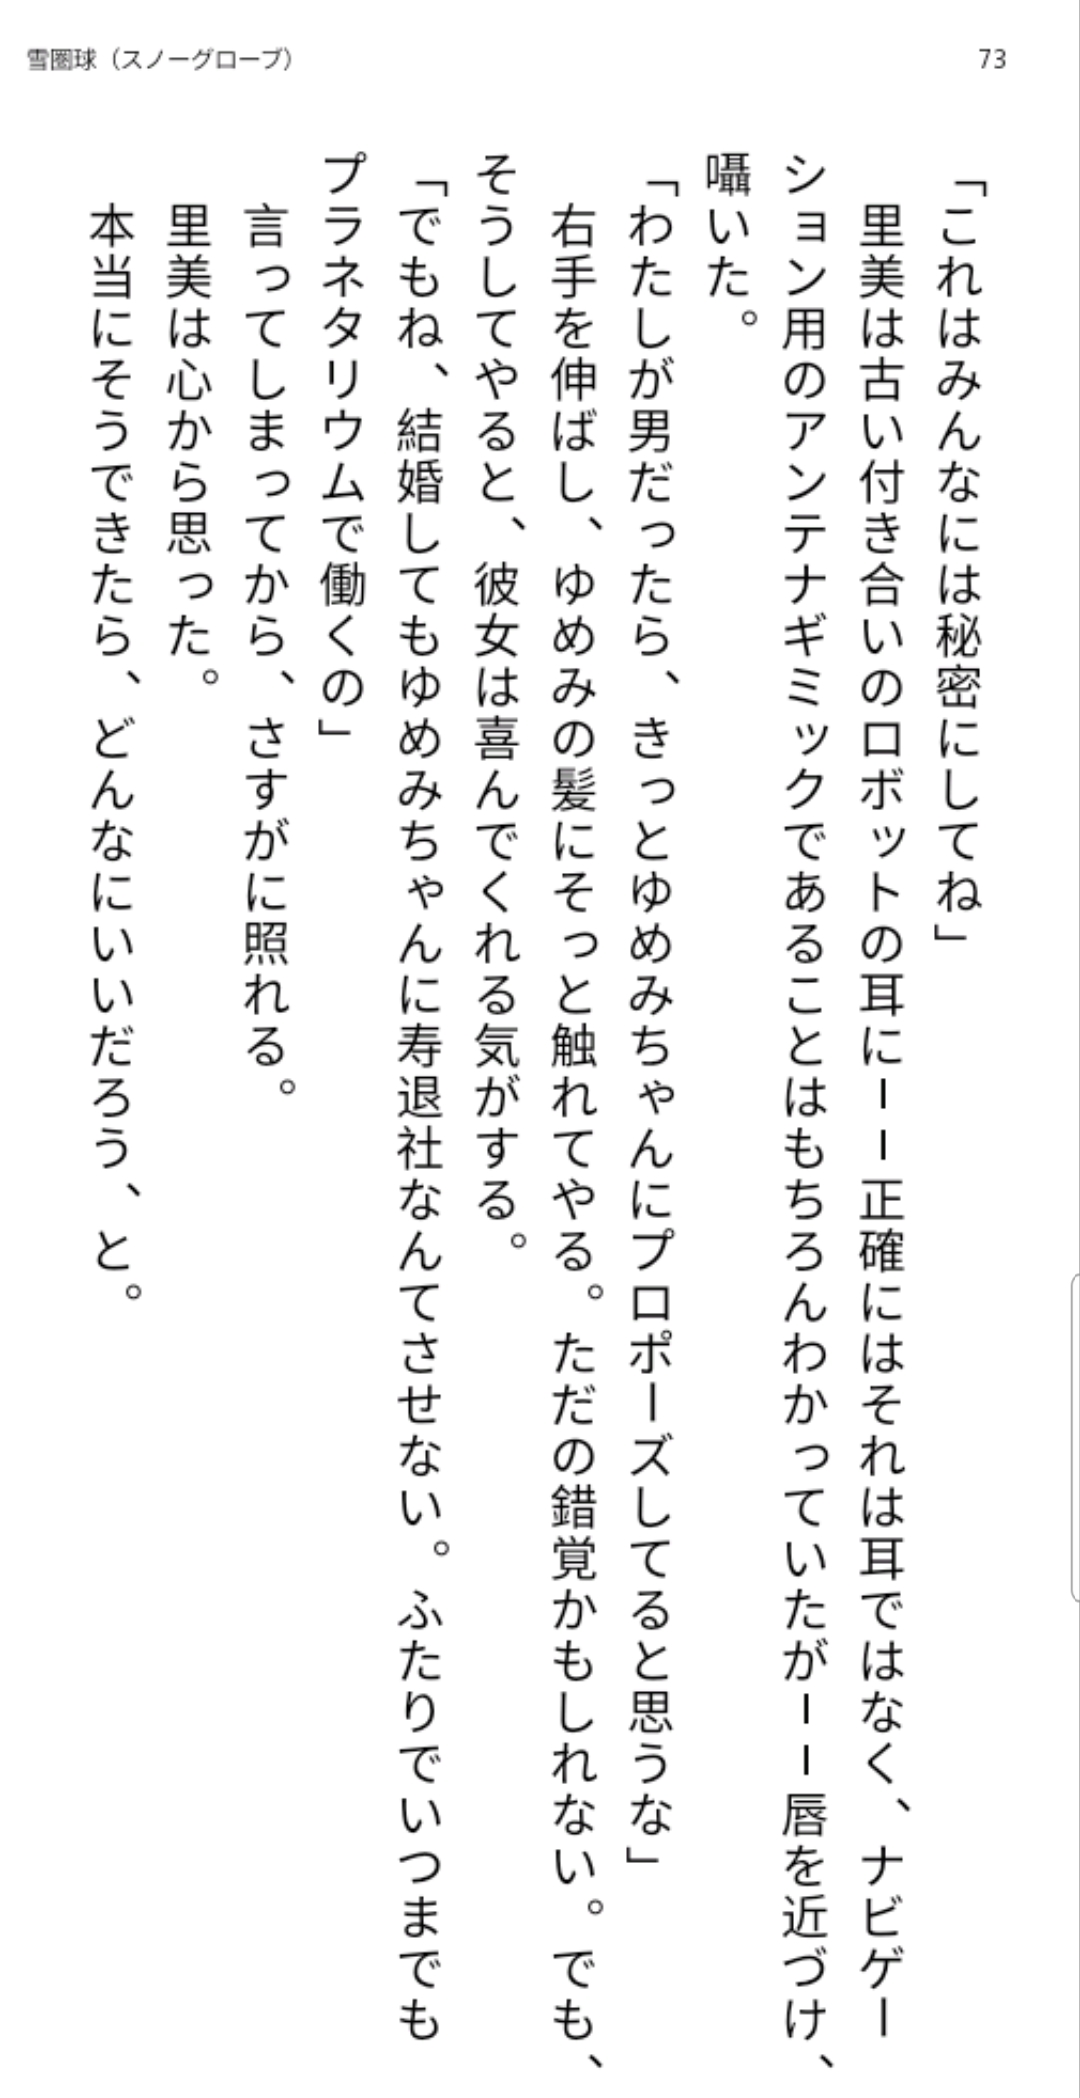 雪圏球（スノーグローブ）
73
「これはみんなには秘密にしてね」
　里美は古い付き合いのロボットの耳にーー正確にはそれは耳ではなく、ナビゲー
ション用のアンテナギミックであることはもちろんわかっていたがーー唇を近づけ、
囁いた。
「わたしが男だったら、きっとゆめみちゃんにプロポーズしてると思うな」
　右手を伸ばし、ゆめみの髪にそっと触れてやる。ただの錯覚かもしれない。でも、
そうしてやると、彼女は喜んでくれる気がする。
「でもね、結婚してもゆめみちゃんに寿退社なんてさせない。ふたりでいつまでも
プラネタリウムで働くの」
　言ってしまってから、さすがに照れる。
　里美は心から思った。
　本当にそうできたら、どんなにいいだろう、と。